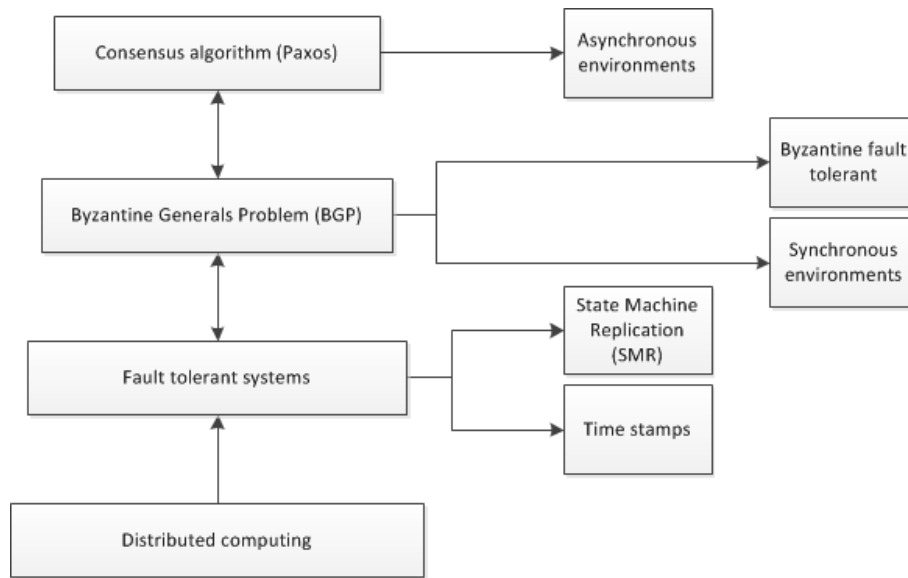 Consensus algorithm (Paxos)
Asynchronous
environments
Byzantine fault
tolerant
Byzantine Generals Problem (BGP)
Synchronous
environments
State Machine
Replication
(SMR)
Fault tolerant systems
Time stamps
Distributed computing